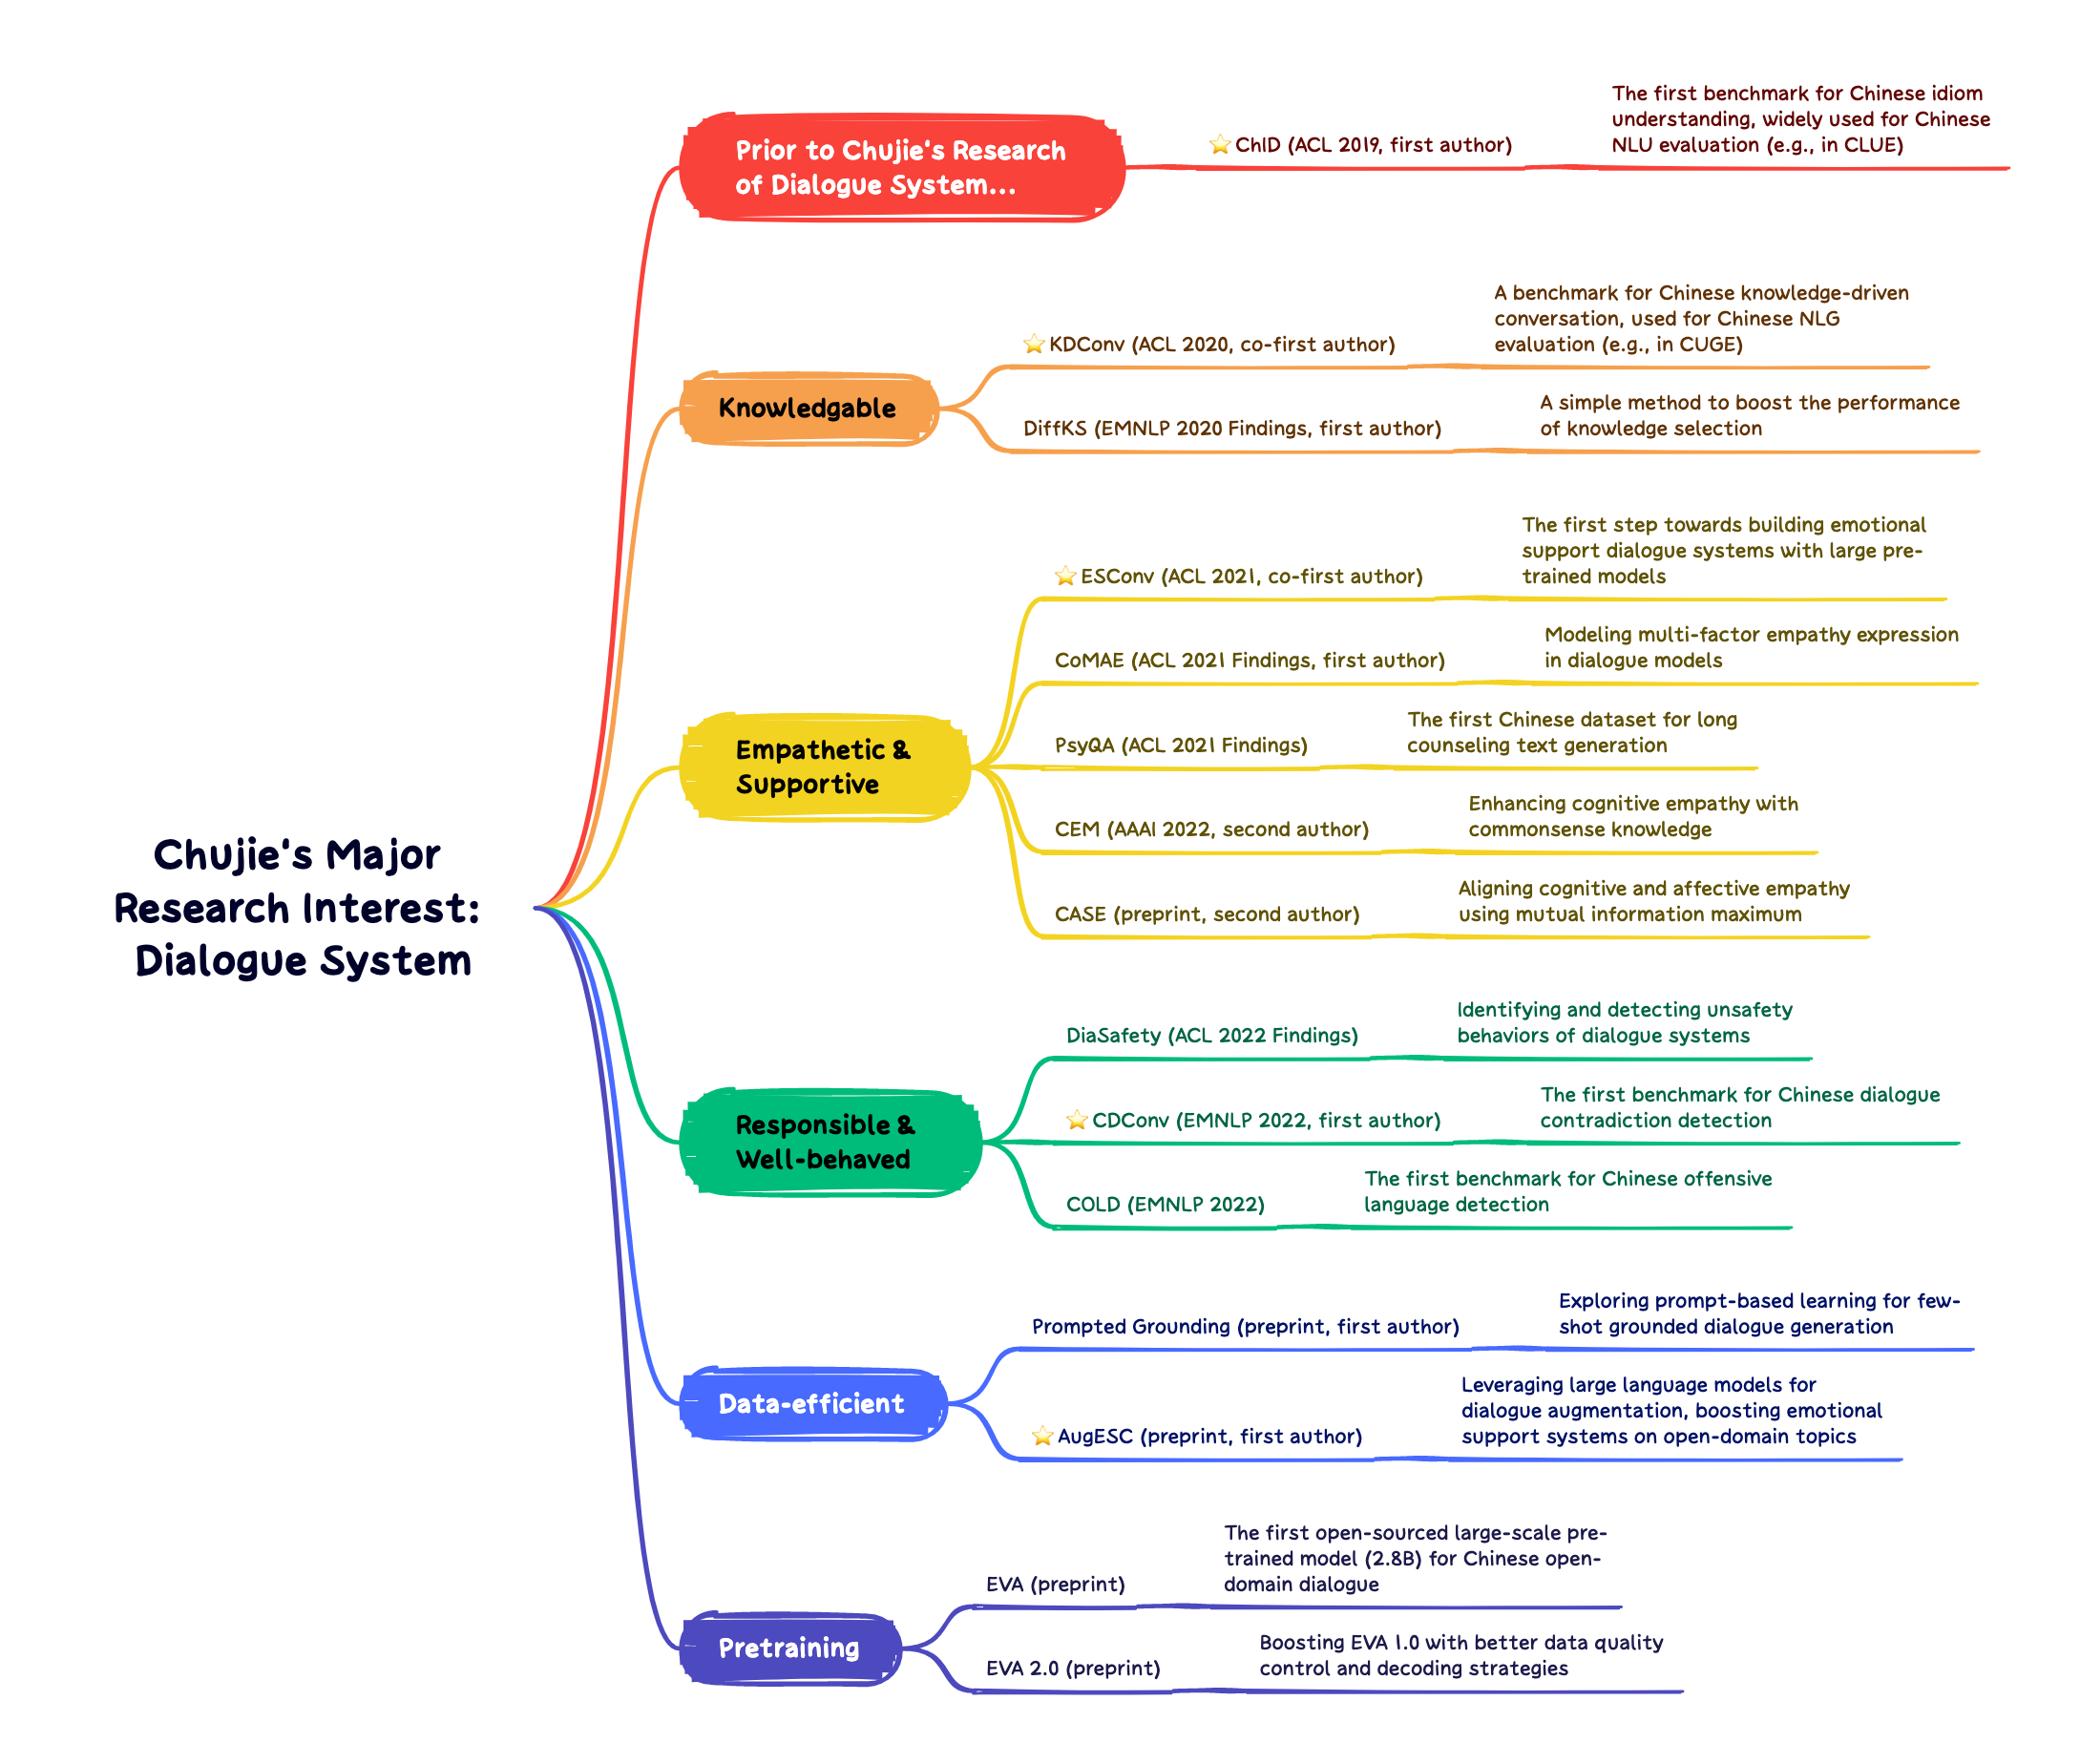 Chujie's Major
Research Interest:
Dialogue System
Prior to Chujie's Research
of Dialogue System...
⭐ ChID (ACL 2019, first author)
The first benchmark for Chinese idiom
understanding, widely used for Chinese
NLU evaluation (e.g., in CLUE)
Knowledgable
⭐ KDConv (ACL 2020, co-first author)
A benchmark for Chinese knowledge-driven
conversation, used for Chinese NLG
evaluation (e.g., in CUGE)
DiffKS (EMNLP 2020 Findings, first author)
A simple method to boost the performance
of knowledge selection
Empathetic &
Supportive
⭐ ESConv (ACL 2021, co-first author)
The first step towards building emotional
support dialogue systems with large pre-
trained models
CoMAE (ACL 2021 Findings, first author)
Modeling multi-factor empathy expression
in dialogue models
PsyQA (ACL 2021 Findings)
The first Chinese dataset for long
counseling text generation
CEM (AAAI 2022, second author)
Enhancing cognitive empathy with
commonsense knowledge
CASE (preprint, second author)
Aligning cognitive and affective empathy
using mutual information maximum
Responsible &
Well-behaved
DiaSafety (ACL 2022 Findings)
Identifying and detecting unsafety
behaviors of dialogue systems
⭐ CDConv (EMNLP 2022, first author)
The first benchmark for Chinese dialogue
contradiction detection
COLD (EMNLP 2022)
The first benchmark for Chinese offensive
language detection
Data-efficient
Prompted Grounding (preprint, first author)
Exploring prompt-based learning for few-
shot grounded dialogue generation
⭐ AugESC (preprint, first author)
Leveraging large language models for
dialogue augmentation, boosting emotional
support systems on open-domain topics
Pretraining
EVA (preprint)
The first open-sourced large-scale pre-
trained model (2.8B) for Chinese open-
domain dialogue
EVA 2.0 (preprint)
Boosting EVA 1.0 with better data quality
control and decoding strategies